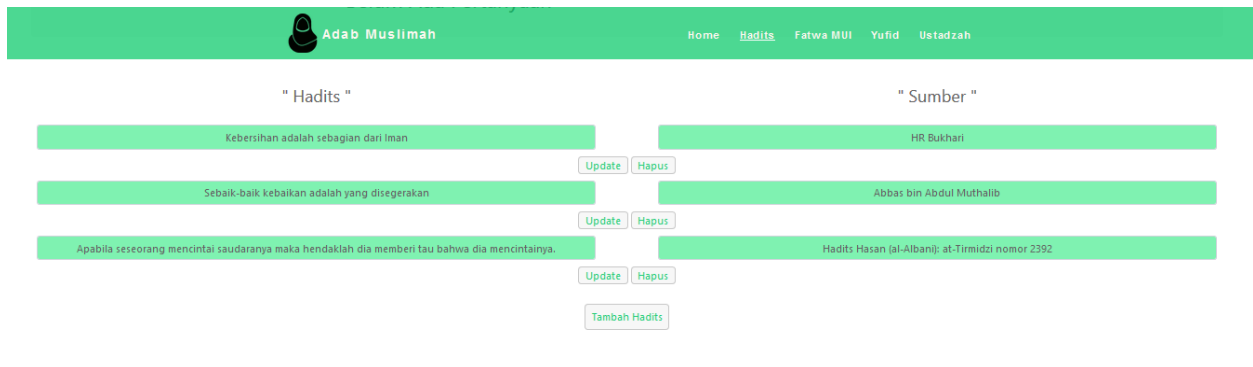 Adab Muslimah
Home Hadits Fatwa MUI Yufid Ustadzah
" Hadits " " Sumber "
Kebersihan adalah sebagian dari Iman HR Bukhari
Update Hapus
Sebaik-baik kebaikan adalah yang disegerakan Abbas bin Abdul Muthalib
Update Hapus
Apabila seseorang mencintai saudaranya maka hendaklah dia memberi tau bahwa dia mencintainya. Hadits Hasan (al-Albani): at-Tirmidzi nomor 2392
Update Hapus
Tambah Hadits